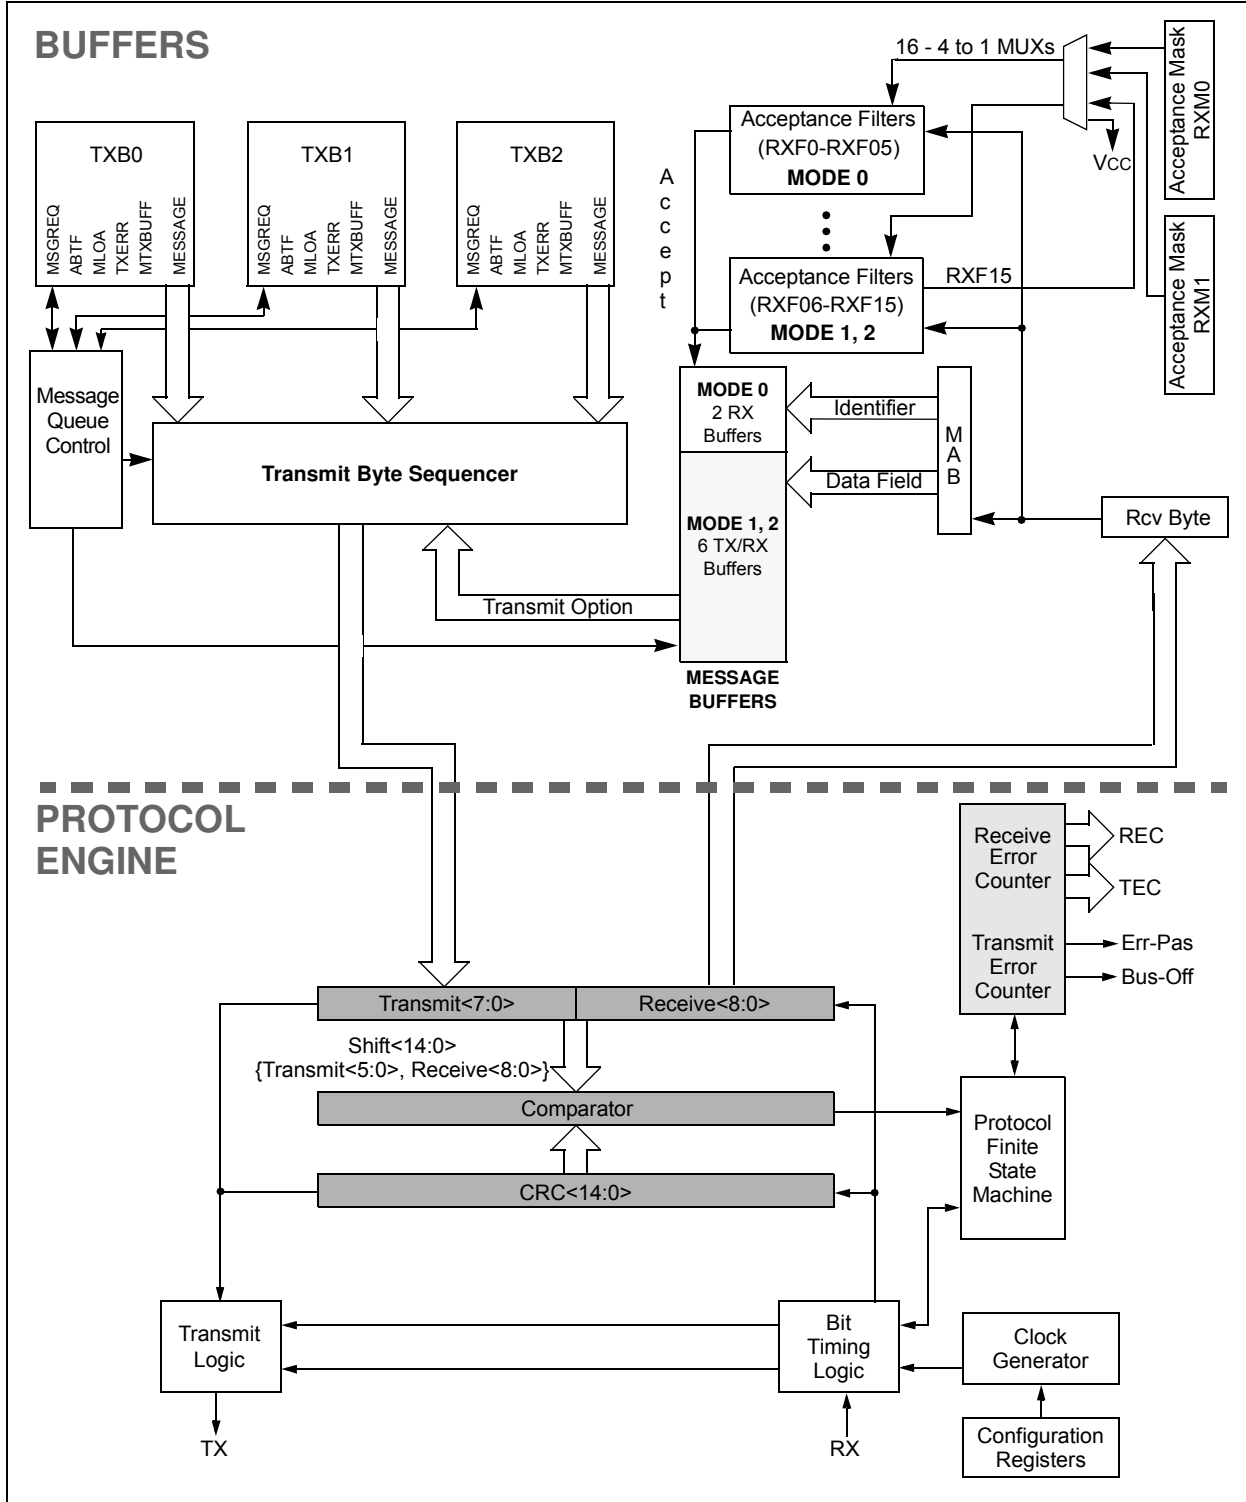 BUFFERS
16 - 4 to 1 MUXs
Acceptance Mask
RXM0
VCC
Acceptance Mask
RXM1
TXB0
MSGREQ
ABTF
MLOA
TXERR
MTXBUFF
MESSAGE
TXB1
MSGREQ
ABTF
MLOA
TXERR
MTXBUFF
MESSAGE
TXB2
MSGREQ
ABTF
MLOA
TXERR
MTXBUFF
MESSAGE
Accept
Acceptance Filters
(RXF0-RXF05)
MODE 0
Acceptance Filters
(RXF06-RXF15)
MODE 1, 2
RXF15
Message
Queue
Control
Transmit Byte Sequencer
MODE 0
2 RX
Buffers
MODE 1, 2
6 TX/RX
Buffers
Identifier
Data Field
MAB
Rcv Byte
Transmit Option
MESSAGE
BUFFERS
PROTOCOL
ENGINE
Receive
Error
Counter
REC
TEC
Transmit
Error
Counter
Err-Pas
Bus-Off
Transmit<7:0>
Receive<8:0>
Shift<14:0>
{Transmit<5:0>, Receive<8:0>}
Comparator
CRC<14:0>
Protocol
Finite
State
Machine
Transmit
Logic
Bit
Timing
Logic
Clock
Generator
TX
RX
Configuration
Registers